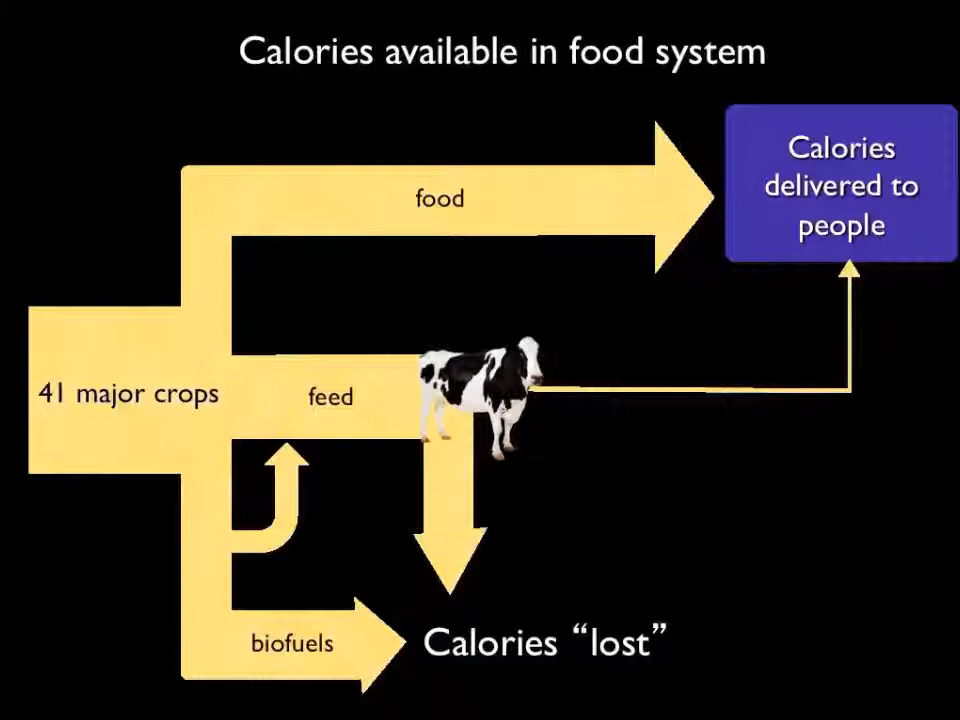 Calories available in food system
Calories
delivered to
people
food
41 major crops
feed
biofuels
Calories “lost”